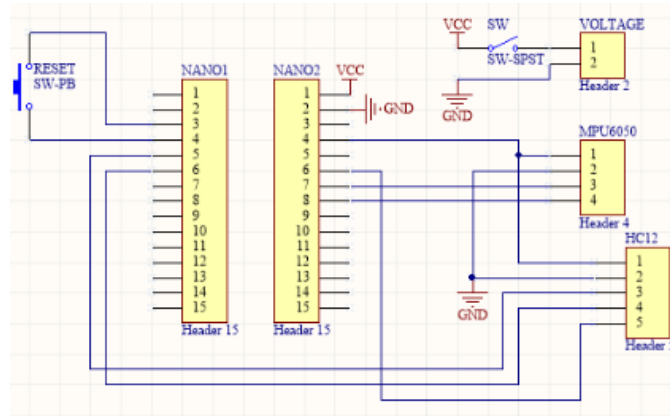 VCC
SW
SW-SPST
VOLTAGE
1
2
Header 2
GND
RESET
SW-PB
NANO1
1
2
3
4
5
6
7
8
9
10
11
12
13
14
15
Header 15
NANO2
1
2
3
4
5
6
7
8
9
10
11
12
13
14
15
Header 15
VCC
GND
MPU6050
1
2
3
4
Header 4
HC12
1
2
3
4
5
Header
GND